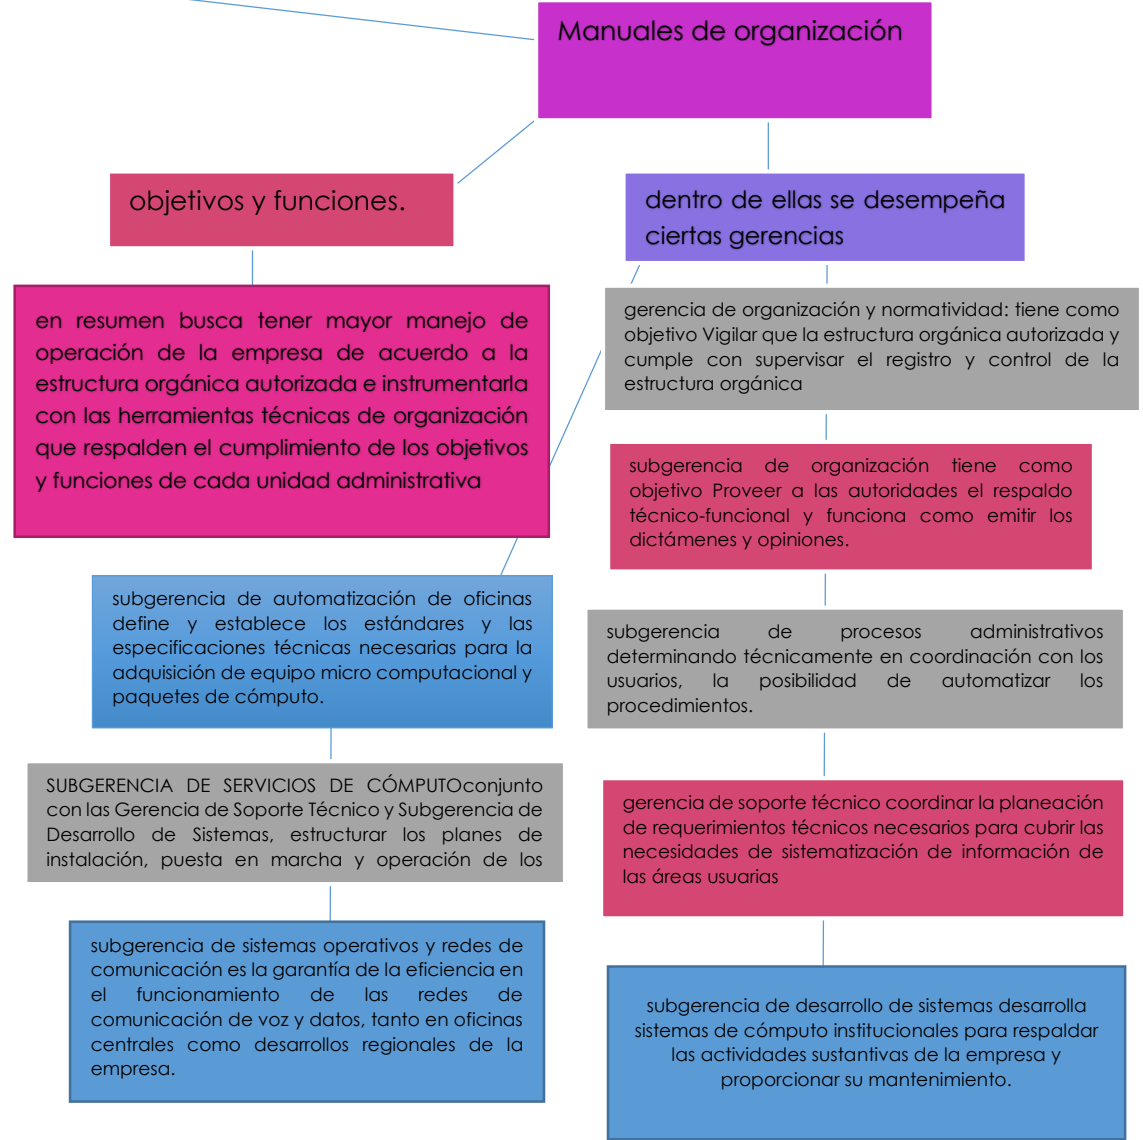 Manuales de organización
objetivos y funciones.
en resumen busca tener mayor manejo de
operación de la empresa de acuerdo a la
estructura orgánica autorizada e instrumentarla
con las herramientas técnicas de organización
que respalden el cumplimiento de los objetivos
y funciones de cada unidad administrativa
dentro de ellas se desempeña
ciertas gerencias
gerencia de organización y normatividad: tiene como
objetivo Vigilar que la estructura orgánica autorizada y
cumple con supervisar el registro y control de la
estructura orgánica
subgerencia de organización tiene como
objetivo Proveer a las autoridades el respaldo
técnico-funcional y funciona como emitir los
dictámenes y opiniones.
subgerencia de procesos administrativos
determinando técnicamente en coordinación con los
usuarios, la posibilidad de automatizar los
procedimientos.
gerencia de soporte técnico coordinar la planeación
de requerimientos técnicos necesarios para cubrir las
necesidades de sistematización de información de
las áreas usuarias
subgerencia de desarrollo de sistemas desarrolla
sistemas de cómputo institucionales para respaldar
las actividades sustantivas de la empresa y
proporcionar su mantenimiento.
subgerencia de automatización de oficinas
define y establece los estándares y las
especificaciones técnicas necesarias para la
adquisición de equipo micro computacional y
paquetes de cómputo.
SUBGERENCIA DE SERVICIOS DE CÓMPUTOconjunto
con las Gerencia de Soporte Técnico y Subgerencia de
Desarrollo de Sistemas, estructurar los planes de
instalación, puesta en marcha y operación de los
subgerencia de sistemas operativos y redes de
comunicación es la garantía de la eficiencia en
el funcionamiento de las redes de
comunicación de voz y datos, tanto en oficinas
centrales como desarrollos regionales de la
empresa.